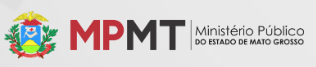 MPMT
Ministério Público
DO ESTADO DE MATO GROSSO